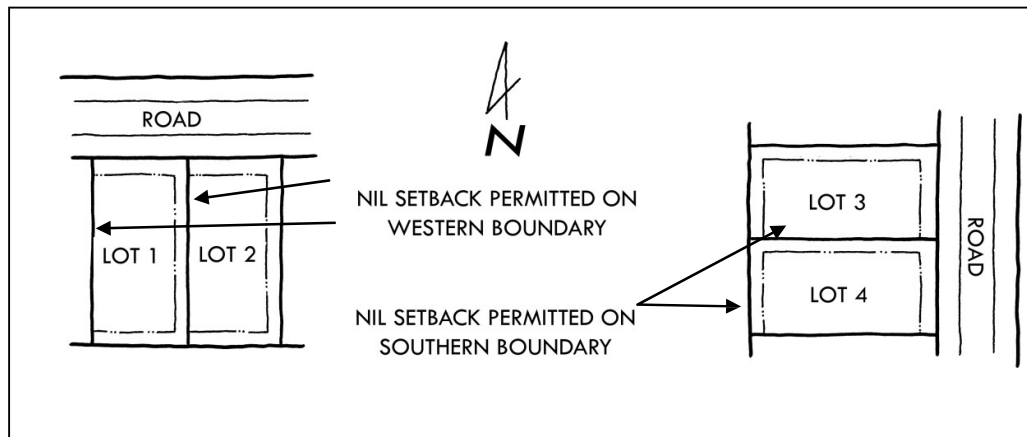 ROAD
N
NIL SETBACK PERMITTED ON
WESTERN BOUNDARY
LOT 1
LOT 2
NIL SETBACK PERMITTED ON
SOUTHERN BOUNDARY
LOT 3
LOT 4
ROAD